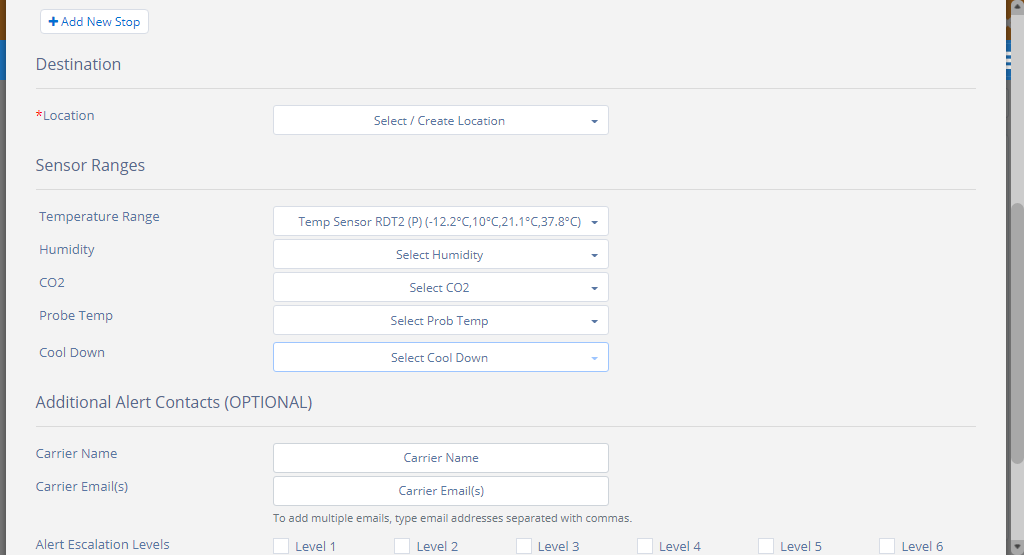 Add New Stop
Destination
*Location
Select / Create Location
Sensor Ranges
Temperature Range
Temp Sensor RDT2 (P) (-12.2°C,10°C,21.1°C,37.8°C)
Humidity
Select Humidity
CO2
Select CO2
Probe Temp
Select Prob Temp
Cool Down
Select Cool Down
Additional Alert Contacts (OPTIONAL)
Carrier Name
Carrier Name
Carrier Email(s)
Carrier Email(s)
To add multiple emails, type email addresses separated with commas.
Alert Escalation Levels
Level 1 Level 2 Level 3 Level 4 Level 5 Level 6